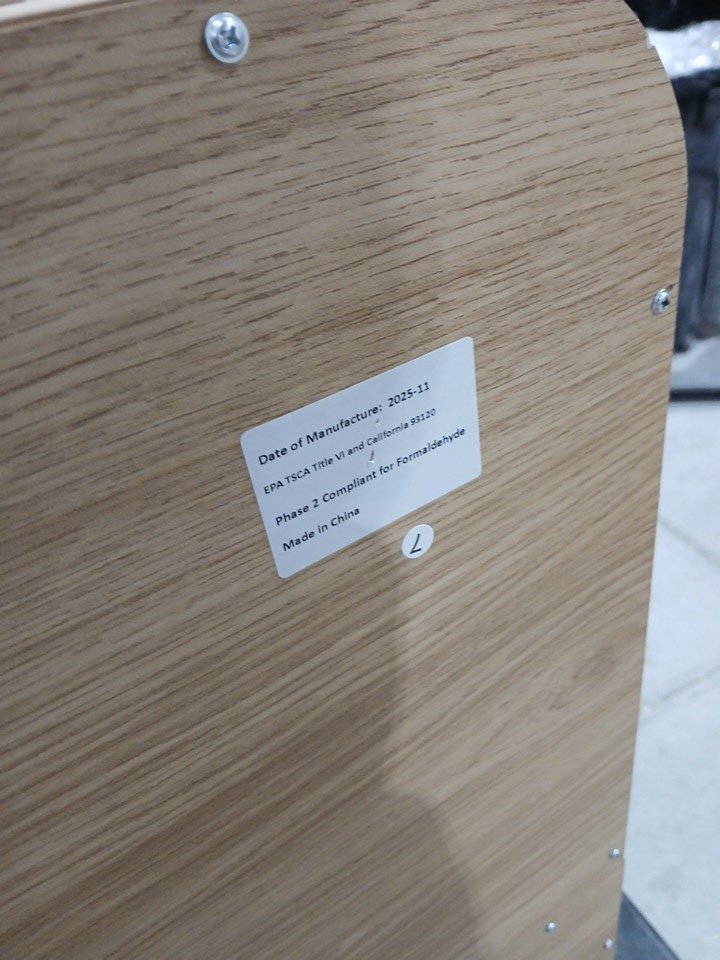 Date of Manufacture: 2025-11
EPA TSCA Title VI and California 93120
Phase 2 Compliant for Formaldehyde
Made in China
7